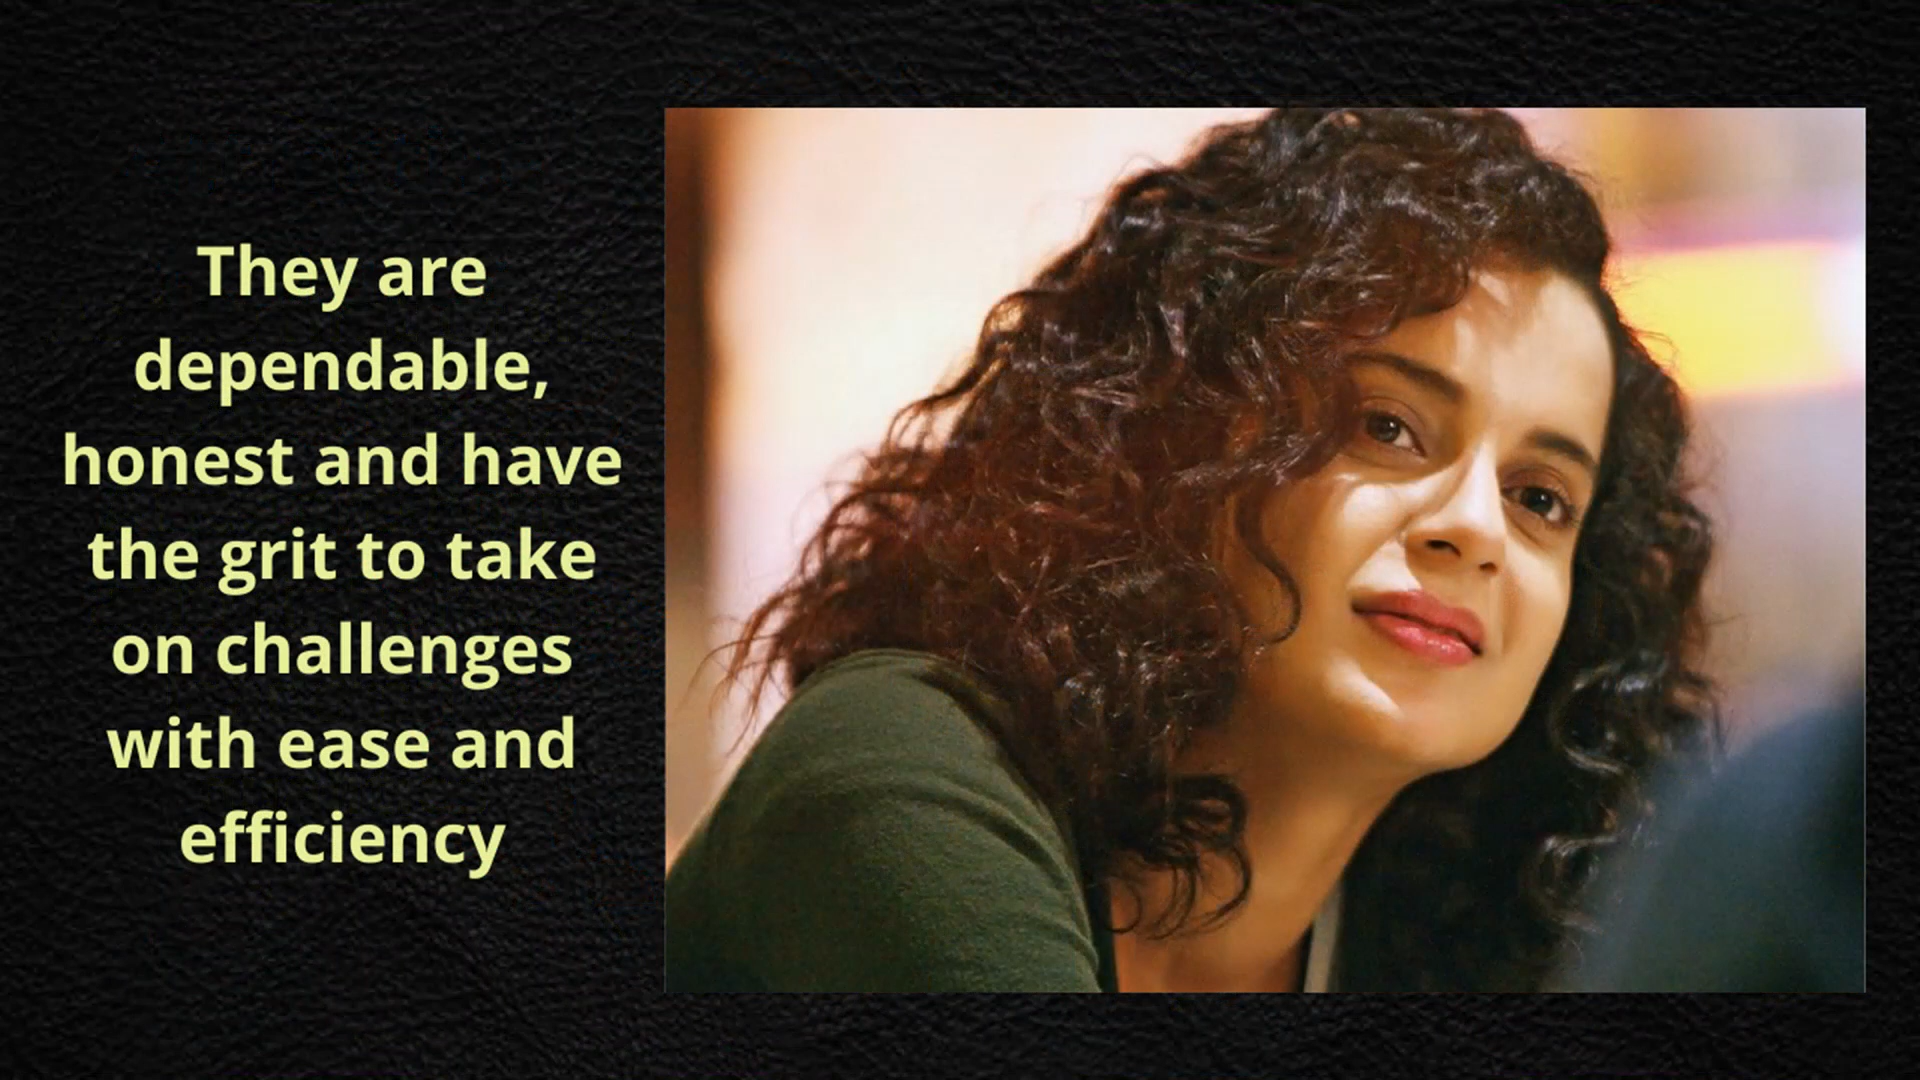 They are
dependable,
honest and have
the grit to take
on challenges
with ease and
efficiency